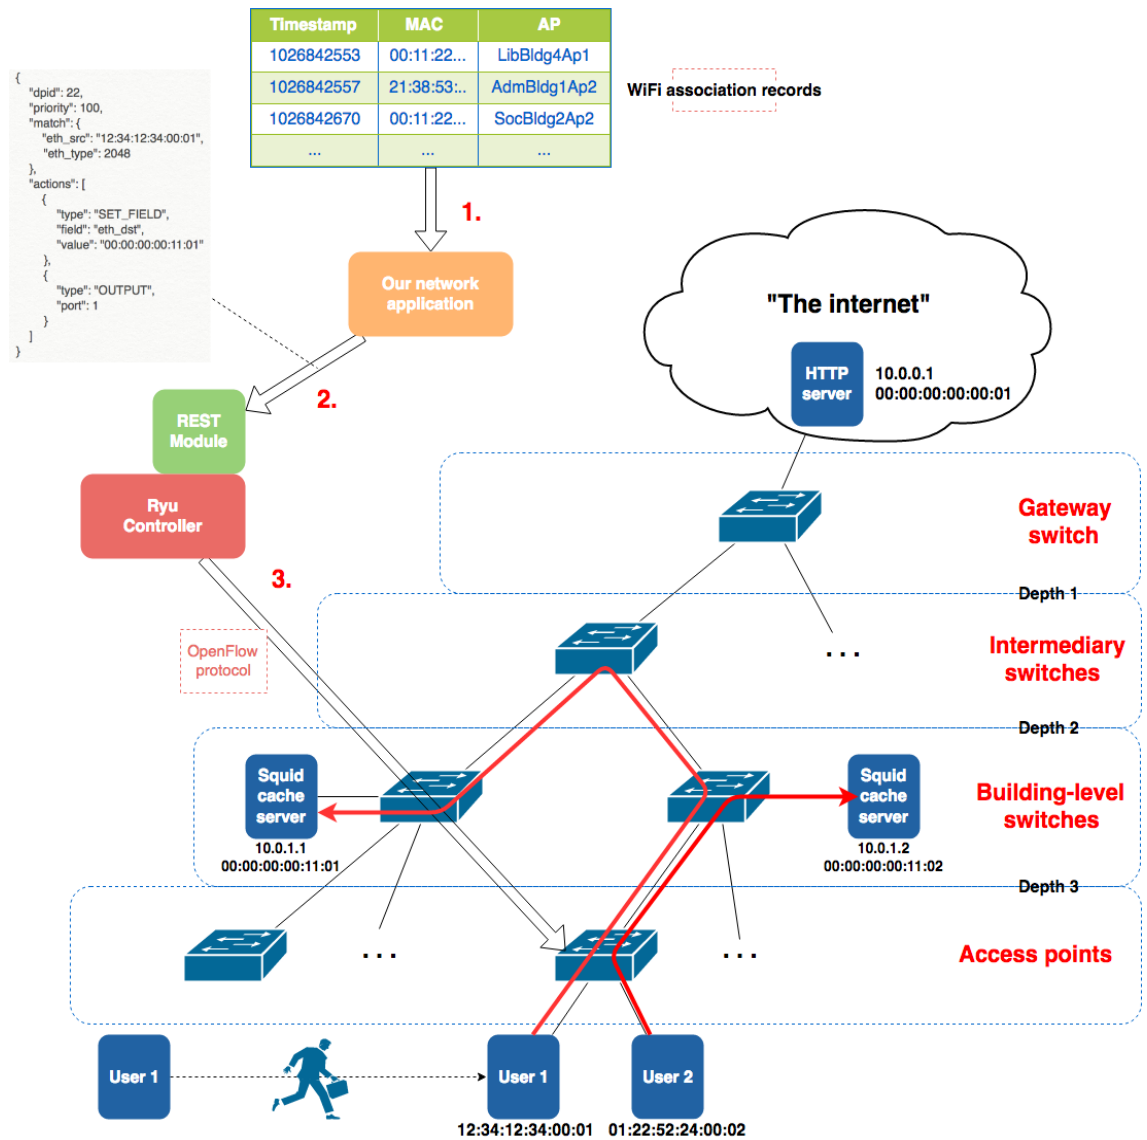 Timestamp MAC AP
1026842553 00:11:22... LibBldg4Ap1
1026842557 21:38:53:.. AdmBldg1Ap2
1026842670 00:11:22... SocBldg2Ap2
... ... ...
WiFi association records
{
"dpid": 22,
"priority": 100,
"match": {
"eth_src": "12:34:12:34:00:01",
"eth_type": 2048
},
"actions": [
{
"type": "SET_FIELD",
"field": "eth_dst",
"value": "00:00:00:00:11:01"
},
{
"type": "OUTPUT",
"port": 1
}
]
}
1.
Our network
application
2.
REST
Module
Ryu
Controller
3.
OpenFlow
protocol
"The internet"
HTTP
server
10.0.0.1
00:00:00:00:00:01
Gateway
switch
Depth 1
Intermediary
switches
. . .
Depth 2
Squid
cache
server
10.0.1.1
00:00:00:00:11:01
Squid
cache
server
10.0.1.2
00:00:00:00:11:02
Building-level
switches
Depth 3
. . .
. . .
Access points
User 1
User 1
User 2
12:34:12:34:00:01
01:22:52:24:00:02